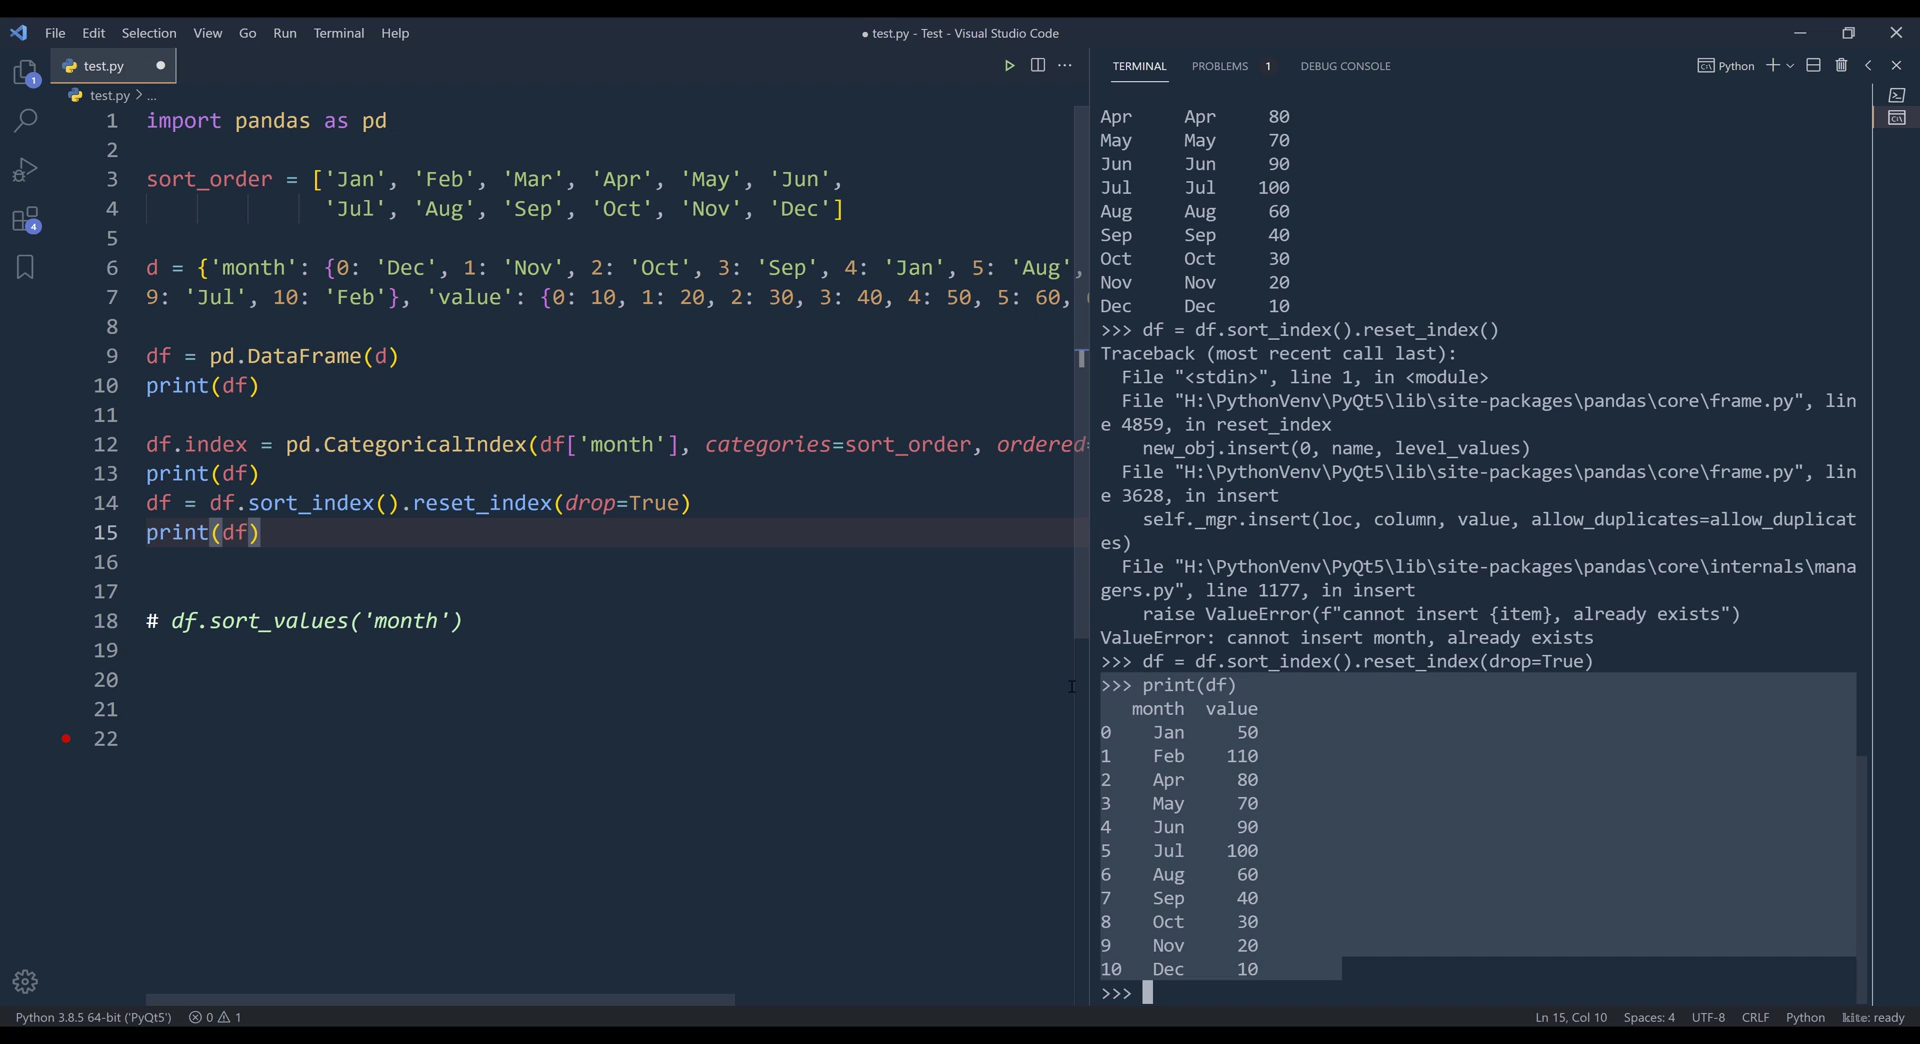 File Edit Selection View Go Run Terminal Help
● test.py - Test - Visual Studio Code
test.py
test.py > ...
1 import pandas as pd
2
3 sort_order = ['Jan', 'Feb', 'Mar', 'Apr', 'May', 'Jun',
4 'Jul', 'Aug', 'Sep', 'Oct', 'Nov', 'Dec']
5
6 d = {'month': {0: 'Dec', 1: 'Nov', 2: 'Oct', 3: 'Sep', 4: 'Jan', 5: 'Aug',
7 9: 'Jul', 10: 'Feb'}, 'value': {0: 10, 1: 20, 2: 30, 3: 40, 4: 50, 5: 60,
8
9 df = pd.DataFrame(d)
10 print(df)
11
12 df.index = pd.CategoricalIndex(df['month'], categories=sort_order, ordered=
13 print(df)
14 df = df.sort_index().reset_index(drop=True)
15 print(df)
16
17
18 # df.sort_values('month')
19
20
21
22
1
4
TERMINAL PROBLEMS 1 DEBUG CONSOLE
Python
Apr Apr 80
May May 70
Jun Jun 90
Jul Jul 100
Aug Aug 60
Sep Sep 40
Oct Oct 30
Nov Nov 20
Dec Dec 10
>>> df = df.sort_index().reset_index()
Traceback (most recent call last):
File "<stdin>", line 1, in <module>
File "H:\PythonVenv\PyQt5\lib\site-packages\pandas\core\frame.py", lin
e 4859, in reset_index
new_obj.insert(0, name, level_values)
File "H:\PythonVenv\PyQt5\lib\site-packages\pandas\core\frame.py", lin
e 3628, in insert
self._mgr.insert(loc, column, value, allow_duplicates=allow_duplicat
es)
File "H:\PythonVenv\PyQt5\lib\site-packages\pandas\core\internals\mana
gers.py", line 1177, in insert
raise ValueError(f"cannot insert {item}, already exists")
ValueError: cannot insert month, already exists
>>> df = df.sort_index().reset_index(drop=True)
>>> print(df)
month value
0 Jan 50
1 Feb 110
2 Apr 80
3 May 70
4 Jun 90
5 Jul 100
6 Aug 60
7 Sep 40
8 Oct 30
9 Nov 20
10 Dec 10
>>>
Python 3.8.5 64-bit ('PyQt5') 0 1
Ln 15, Col 10 Spaces: 4 UTF-8 CRLF Python kite: ready